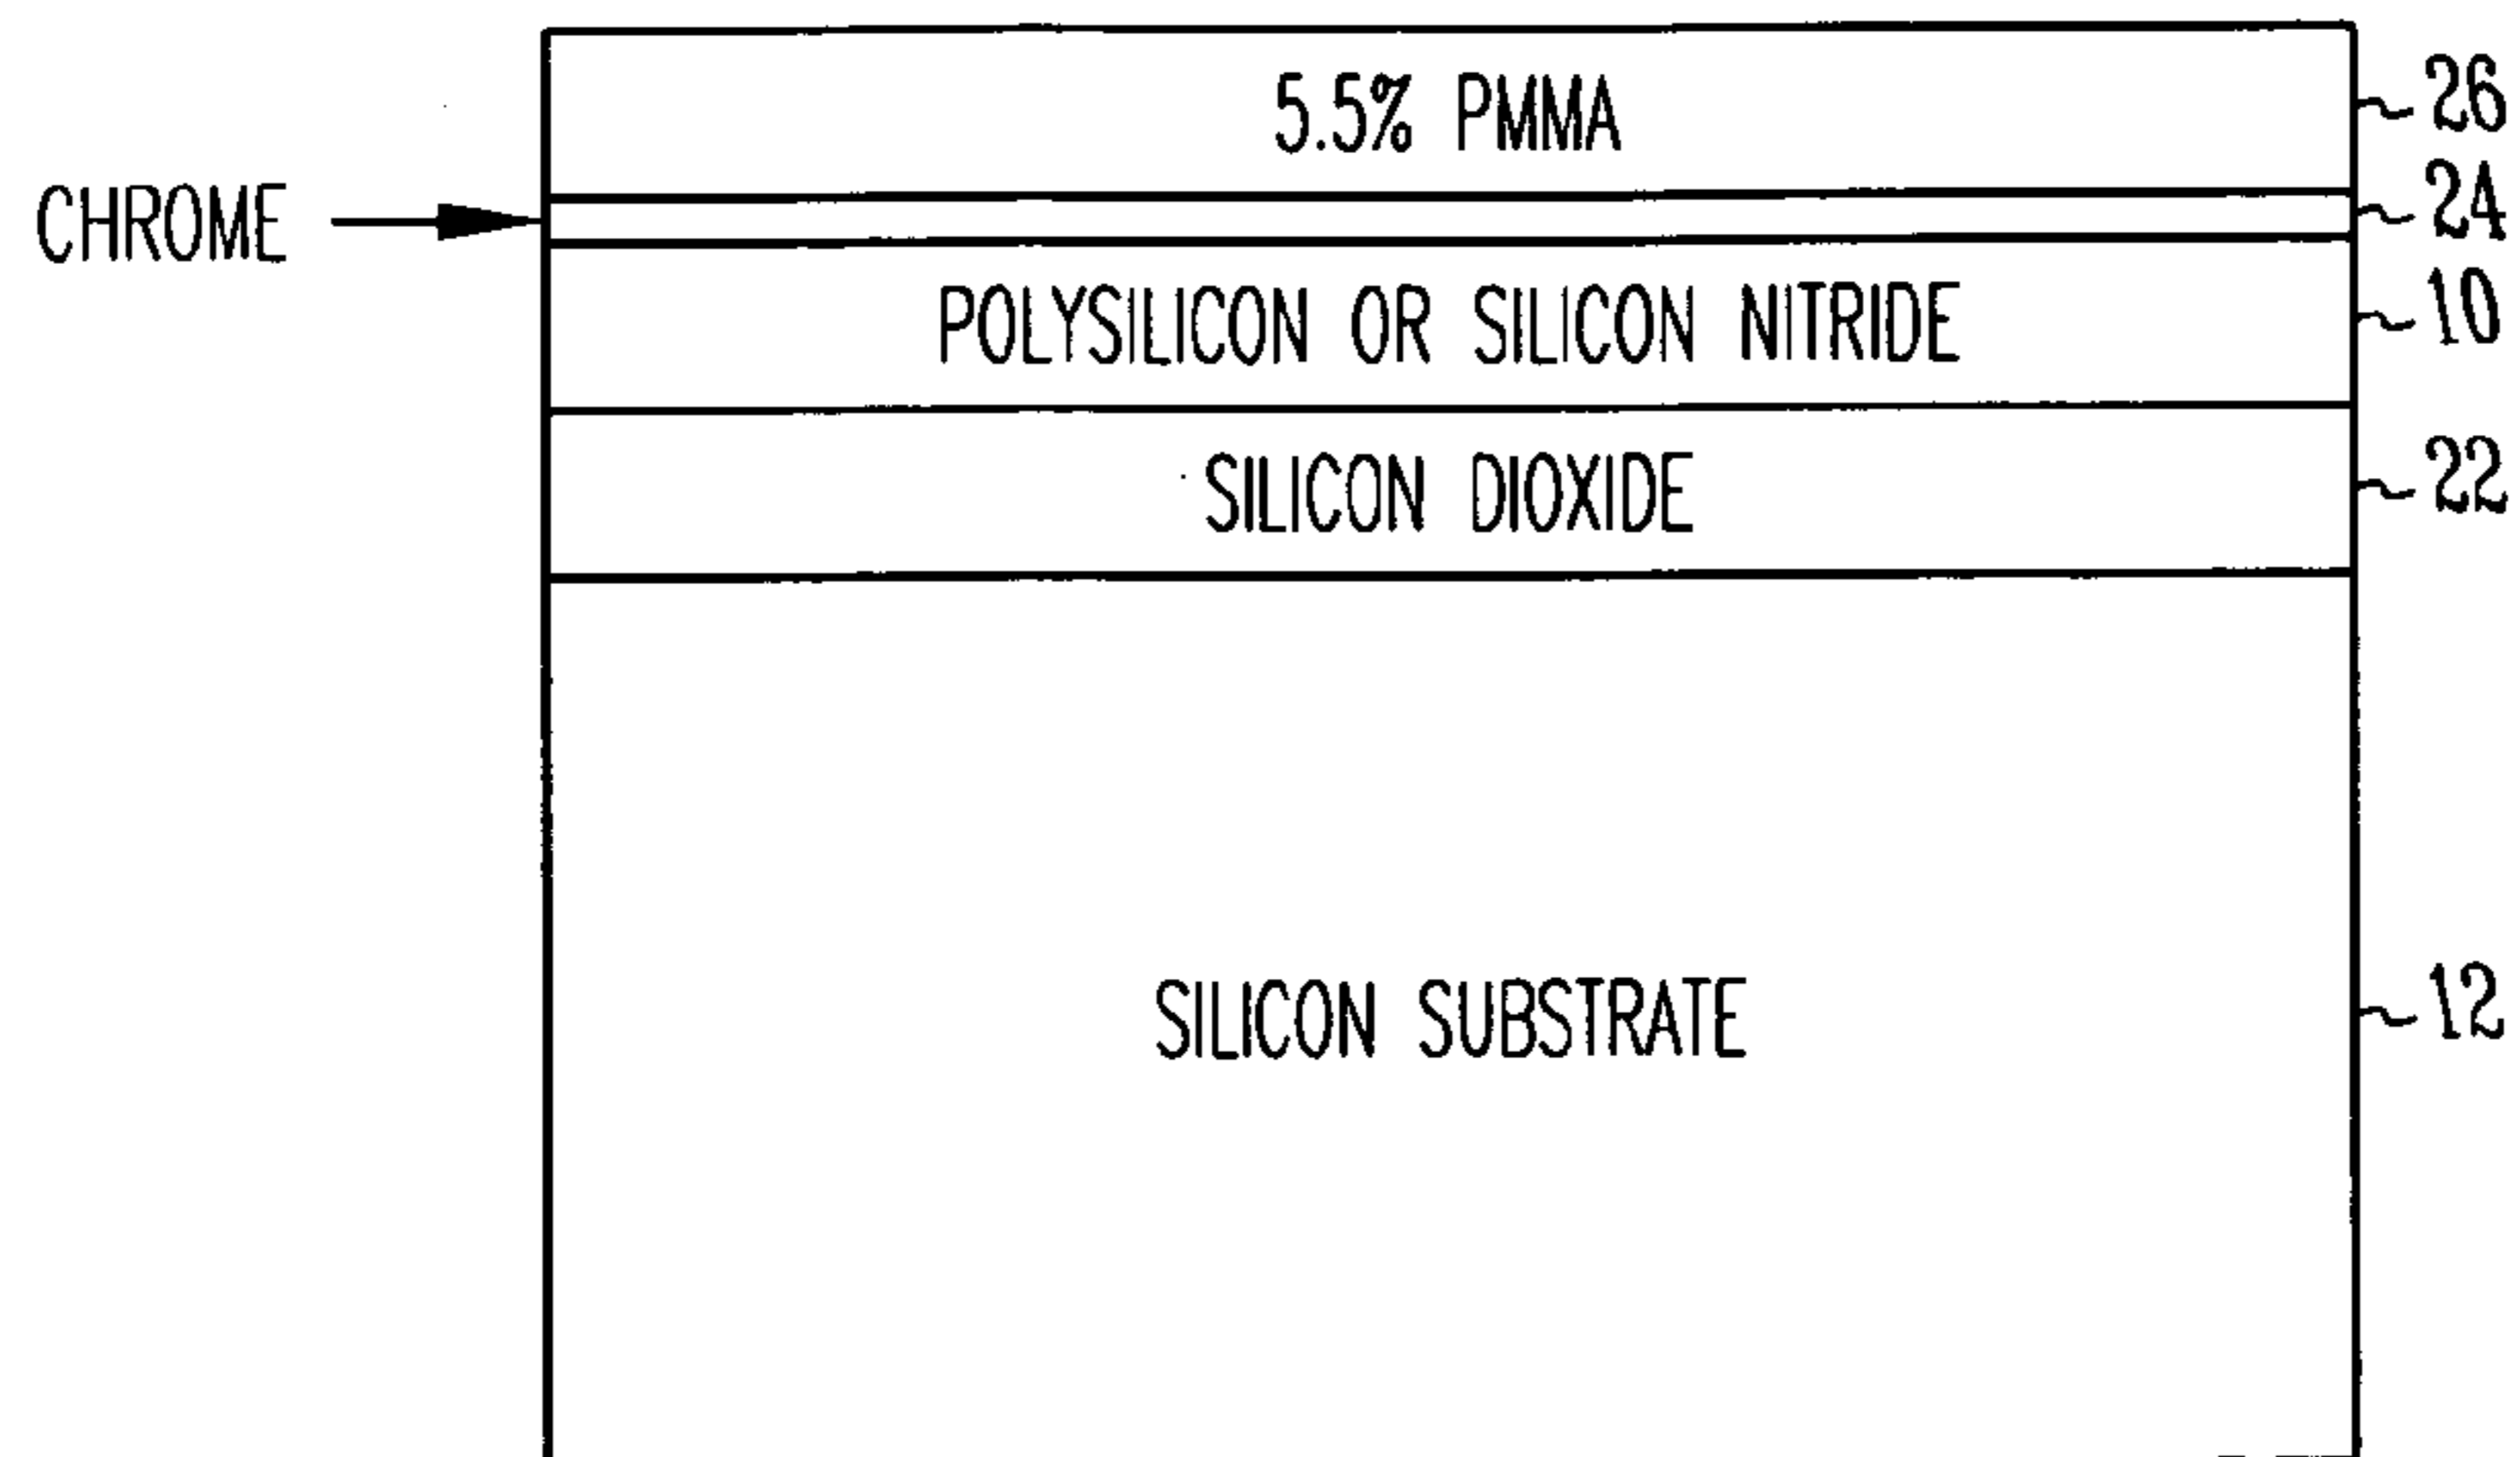 5.5% PMMA
26
CHROME
24
POLYSILICON OR SILICON NITRIDE
10
SILICON DIOXIDE
22
SILICON SUBSTRATE
12